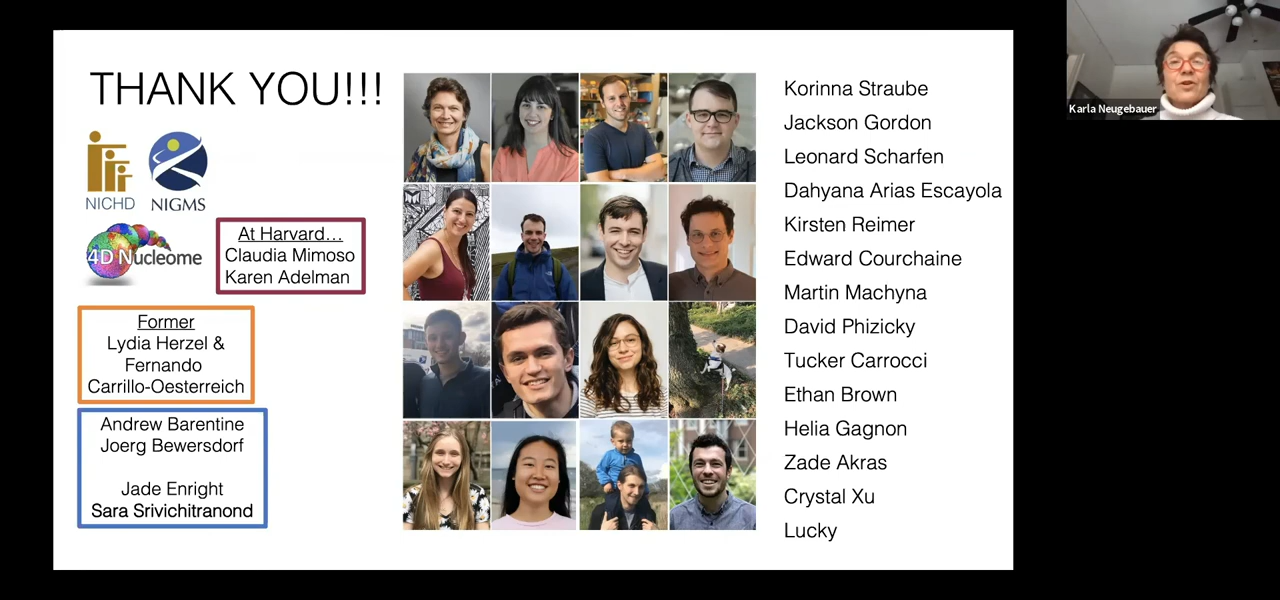 THANK YOU!!!
NICHD
NIGMS
4D Nucleome
At Harvard...
Claudia Mimoso
Karen Adelman
Former
Lydia Herzel &
Fernando
Carrillo-Oesterreich
Andrew Barentine
Joerg Bewersdorf
Jade Enright
Sara Srivichitranond
Korinna Straube
Jackson Gordon
Leonard Scharfen
Dahyana Arias Escayola
Kirsten Reimer
Edward Courchaine
Martin Machyna
David Phizicky
Tucker Carrocci
Ethan Brown
Helia Gagnon
Zade Akras
Crystal Xu
Lucky
Karla Neugebauer